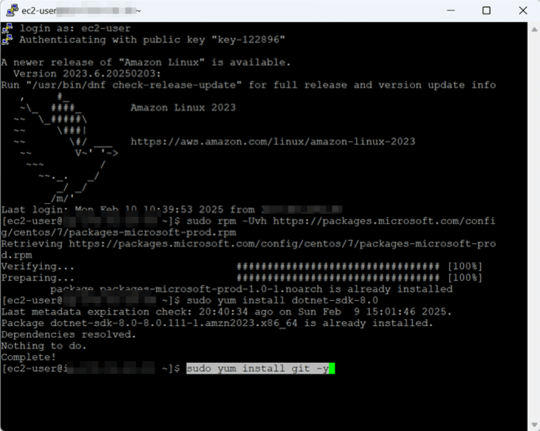 ec2-user ~
login as: ec2-user
Authenticating with public key "key-122896"
A newer release of "Amazon Linux" is available.
  Version 2023.6.20250203:
Run "/usr/bin/dnf check-release-update" for full release and version update info
   ,     #_
   ~\_  ####_        Amazon Linux 2023
  ~~  \_#####\
  ~~     \###|
  ~~       \#/ ___   https://aws.amazon.com/linux/amazon-linux-2023
   ~~       V~' '->
    ~~~         /
      ~~._.   _/
         _/ _/
       _/m/'
Last login: Mon Feb 10 10:39:53 2025 from
[ec2-user@ ~]$ sudo rpm -Uvh https://packages.microsoft.com/confi
g/centos/7/packages-microsoft-prod.rpm
Retrieving https://packages.microsoft.com/config/centos/7/packages-microsoft-pro
d.rpm
Verifying...                          ################################# [100%]
Preparing...                          ################################# [100%]
        package packages-microsoft-prod-1.0-1.noarch is already installed
[ec2-user@ ~]$ sudo yum install dotnet-sdk-8.0
Last metadata expiration check: 20:40:34 ago on Sun Feb  9 15:01:46 2025.
Package dotnet-sdk-8.0-8.0.111-1.amzn2023.x86_64 is already installed.
Dependencies resolved.
Nothing to do.
Complete!
[ec2-user@i ~]$ sudo yum install git -y